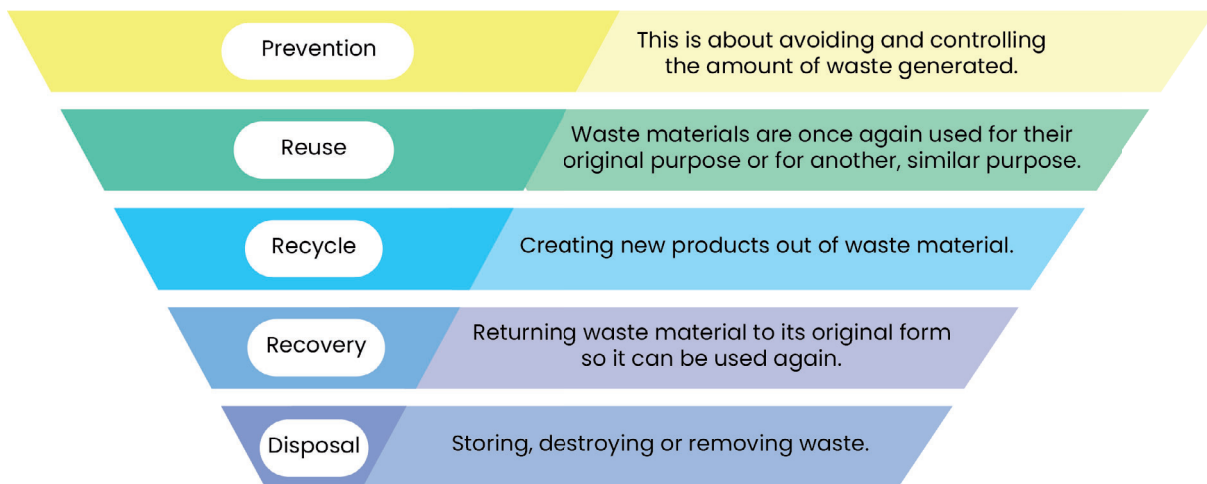 Prevention
This is about avoiding and controlling
the amount of waste generated.
Reuse
Waste materials are once again used for their
original purpose or for another, similar purpose.
Recycle
Creating new products out of waste material.
Recovery
Returning waste material to its original form
so it can be used again.
Disposal
Storing, destroying or removing waste.